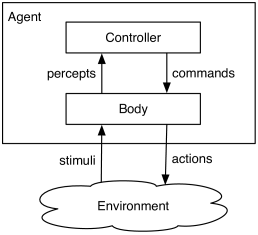 Agent
Controller
percepts
commands
Body
stimuli
actions
Environment